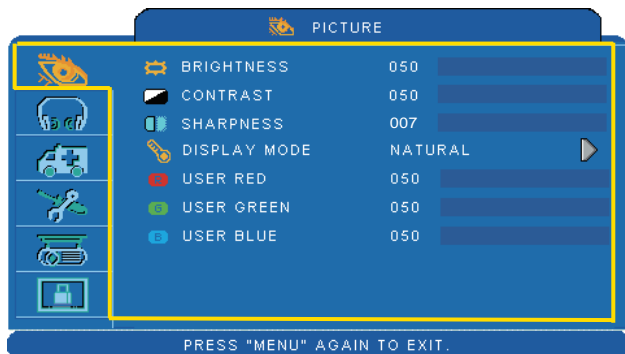 PICTURE
BRIGHTNESS 050
CONTRAST 050
SHARPNESS 007
DISPLAY MODE NATURAL
R USER RED 050
G USER GREEN 050
B USER BLUE 050
PRESS "MENU" AGAIN TO EXIT.